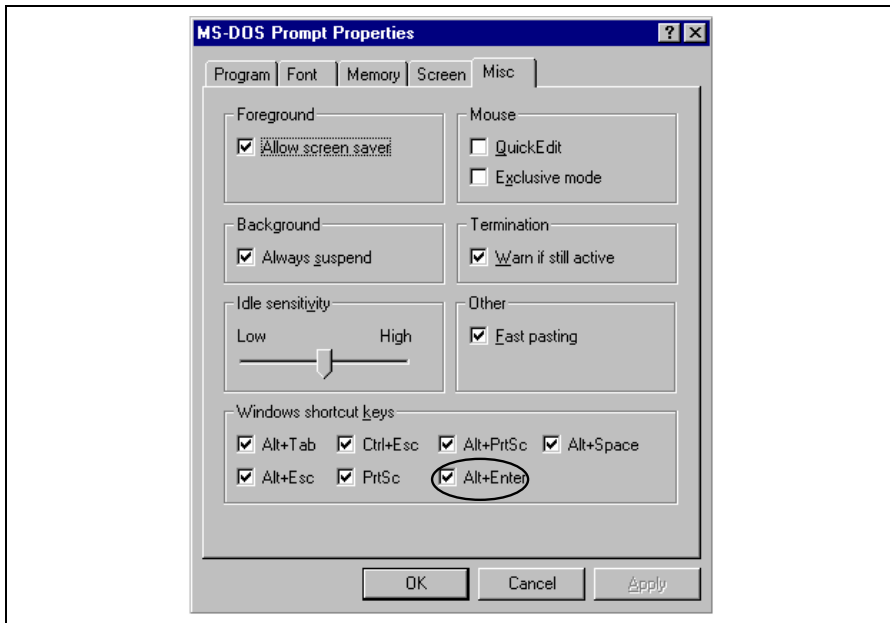 MS-DOS Prompt Properties
Program Font Memory Screen Misc
Foreground
Allow screen saver
Mouse
QuickEdit
Exclusive mode
Background
Always suspend
Termination
Warn if still active
Idle sensitivity
Low High
Other
Fast pasting
Windows shortcut keys
Alt+Tab Ctrl+Esc Alt+PrtSc Alt+Space
Alt+Esc PrtSc Alt+Enter
OK Cancel Apply